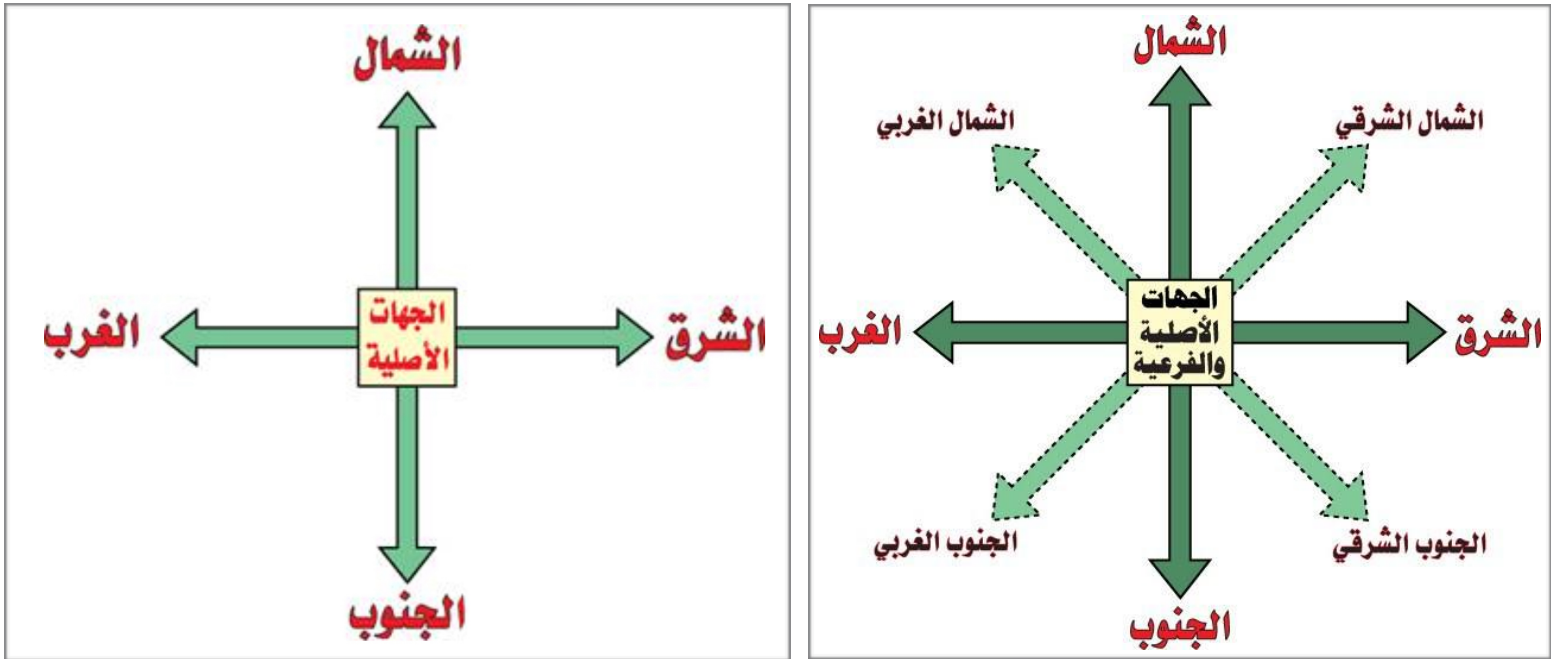 الشمال
الغرب
الجهات
الأصلية
الشرق
الجنوب
الشمال
الشمال الغربي
الشمال الشرقي
الغرب
الجهات
الأصلية
والفرعية
الشرق
الجنوب الغربي
الجنوب الشرقي
الجنوب